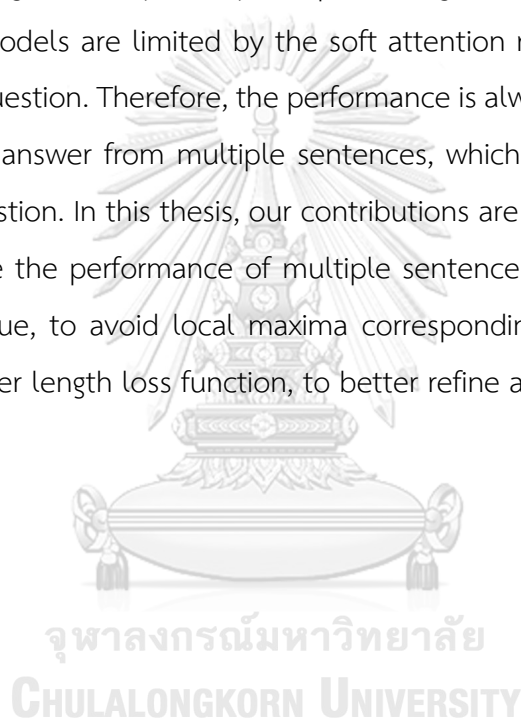 odels are limited by the soft attention
uestion. Therefore, the performance is alw
answer from multiple sentences, which
stion. In this thesis, our contributions are
e the performance of multiple sentence
ue, to avoid local maxima correspondin
er length loss function, to better refine a
จุฬาลงกรณ์มหาวิทยาลัย
CHULALONGKORN UNIVERSITY